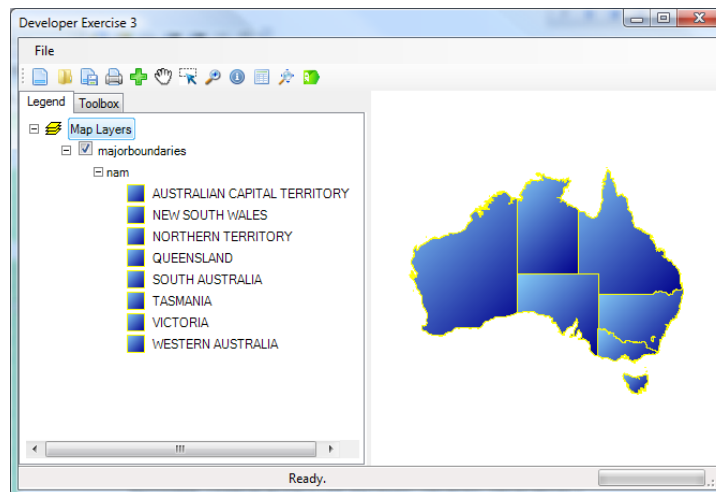 Developer Exercise 3
File
Legend Toolbox
Map Layers
majorboundaries
nam
AUSTRALIAN CAPITAL TERRITORY
NEW SOUTH WALES
NORTHERN TERRITORY
QUEENSLAND
SOUTH AUSTRALIA
TASMANIA
VICTORIA
WESTERN AUSTRALIA
Ready.